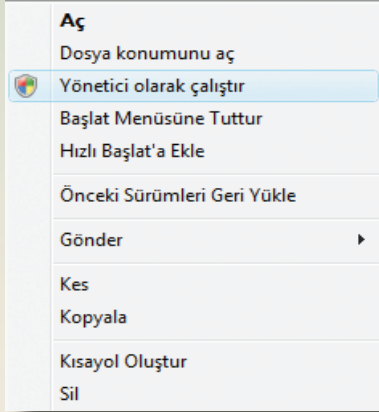 Aç
Dosya konumunu aç
Yönetici olarak çalıştır
Başlat Menüsüne Tuttur
Hızlı Başlat'a Ekle
Önceki Sürümleri Geri Yükle
Gönder
Kes
Kopyala
Kısayol Oluştur
Sil